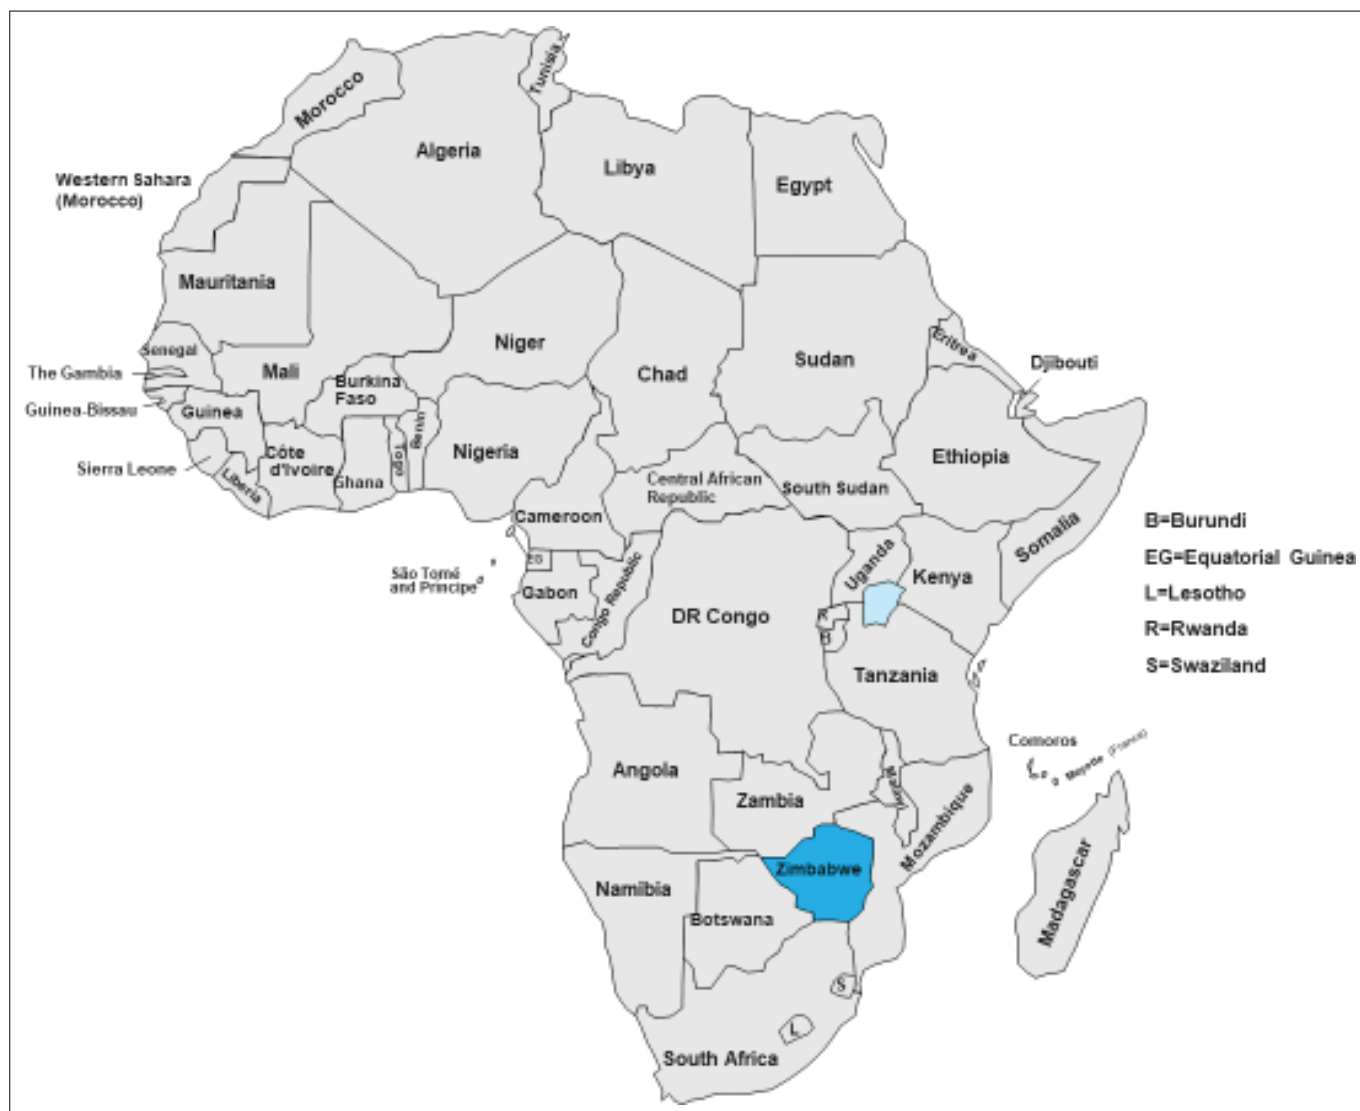 Tunisia
Morocco
Algeria
Libya
Egypt
Western Sahara
(Morocco)
Mauritania
Niger
Mali
Chad
Sudan
Eritrea
Djibouti
Senegal
The Gambia
Guinea-Bissau
Guinea
Burkina
Faso
Benin
Togo
Nigeria
Sierra Leone
Liberia
Côte
d'Ivoire
Ghana
Central African
Republic
South Sudan
Ethiopia
Somalia
Cameroon
EG
São Tomé
and Principe
Gabon
Congo Republic
DR Congo
Uganda
Kenya
R
B
Tanzania
B=Burundi
EG=Equatorial Guinea
L=Lesotho
R=Rwanda
S=Swaziland
Comoros
Mayotte (France)
Angola
Zambia
Malawi
Mozambique
Zimbabwe
Namibia
Botswana
Madagascar
S
L
South Africa